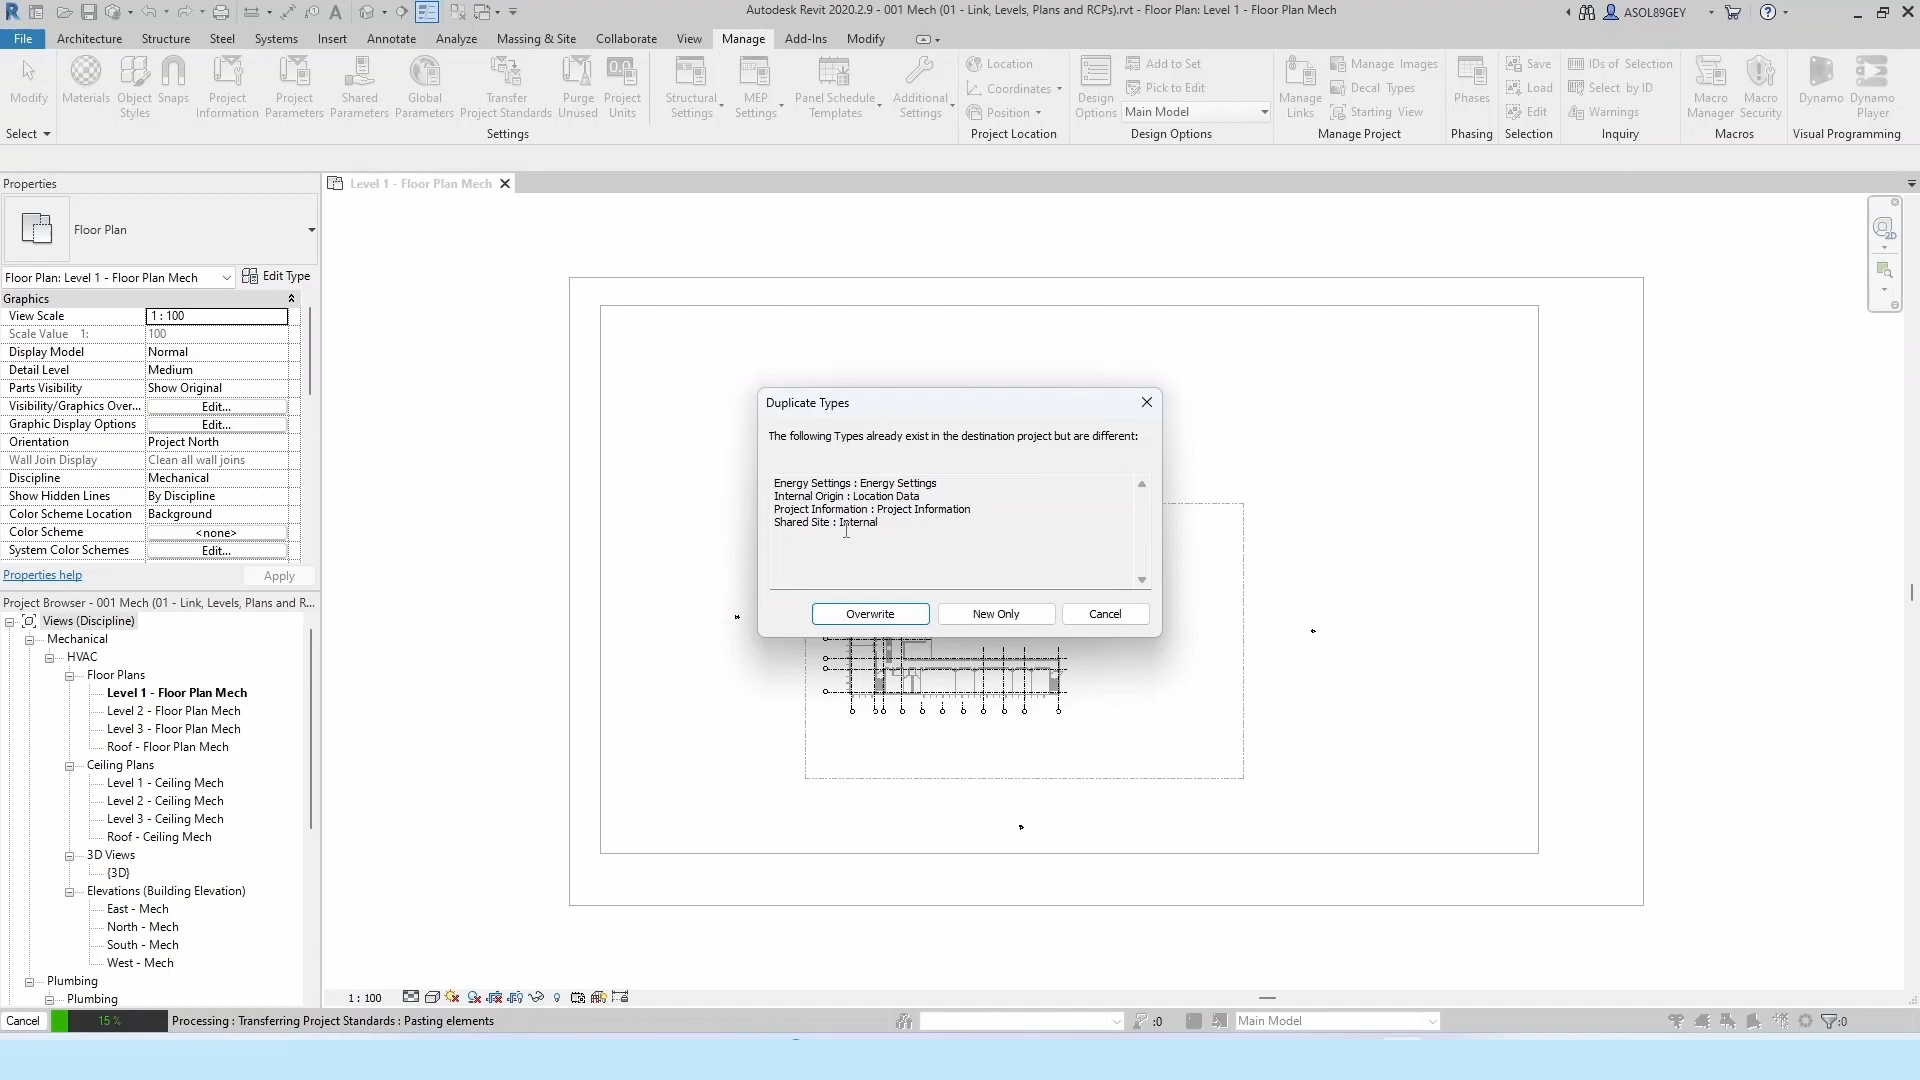 Autodesk Revit 2020.2.9 - 001 Mech (01 - Link, Levels, Plans and RCPs).rvt - Floor Plan: Level 1 - Floor Plan Mech
ASOL89GEY
File Architecture Structure Steel Systems Insert Annotate Analyze Massing & Site Collaborate View Manage Add-Ins Modify
Modify
Materials
Object Styles
Snaps
Project Information
Project Parameters
Shared Parameters
Global Parameters
Transfer Project Standards
Purge Unused
Project Units
Structural Settings
MEP Settings
Panel Schedule Templates
Additional Settings
Location
Coordinates
Position
Design Options
Add to Set
Pick to Edit
Main Model
Manage Links
Manage Images
Decal Types
Starting View
Phases
Save
Load
Edit
IDs of Selection
Select by ID
Warnings
Macro Manager
Macro Security
Dynamo
Dynamo Player
Select
Settings
Project Location
Design Options
Manage Project
Phasing
Selection
Inquiry
Macros
Visual Programming
Properties
Level 1 - Floor Plan Mech
Floor Plan
Floor Plan: Level 1 - Floor Plan Mech
Edit Type
Graphics
View Scale 1 : 100
Scale Value 1: 100
Display Model Normal
Detail Level Medium
Parts Visibility Show Original
Visibility/Graphics Over... Edit...
Graphic Display Options Edit...
Orientation Project North
Wall Join Display Clean all wall joins
Discipline Mechanical
Show Hidden Lines By Discipline
Color Scheme Location Background
Color Scheme <none>
System Color Schemes Edit...
Properties help
Apply
Project Browser - 001 Mech (01 - Link, Levels, Plans and R...
Views (Discipline)
Mechanical
HVAC
Floor Plans
Level 1 - Floor Plan Mech
Level 2 - Floor Plan Mech
Level 3 - Floor Plan Mech
Roof - Floor Plan Mech
Ceiling Plans
Level 1 - Ceiling Mech
Level 2 - Ceiling Mech
Level 3 - Ceiling Mech
Roof - Ceiling Mech
3D Views
{3D}
Elevations (Building Elevation)
East - Mech
North - Mech
South - Mech
West - Mech
Plumbing
Plumbing
Duplicate Types
The following Types already exist in the destination project but are different:
Energy Settings : Energy Settings
Internal Origin : Location Data
Project Information : Project Information
Shared Site : Internal
Overwrite
New Only
Cancel
2D
1 : 100
Cancel
15 %
Processing : Transferring Project Standards : Pasting elements
:0
Main Model
:0